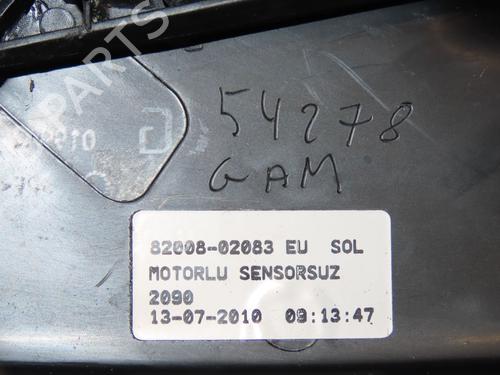 54278
GAM
82008-02083 EU SOL
MOTORLU SENSORSUZ
2090
13-07-2010 09:13:47